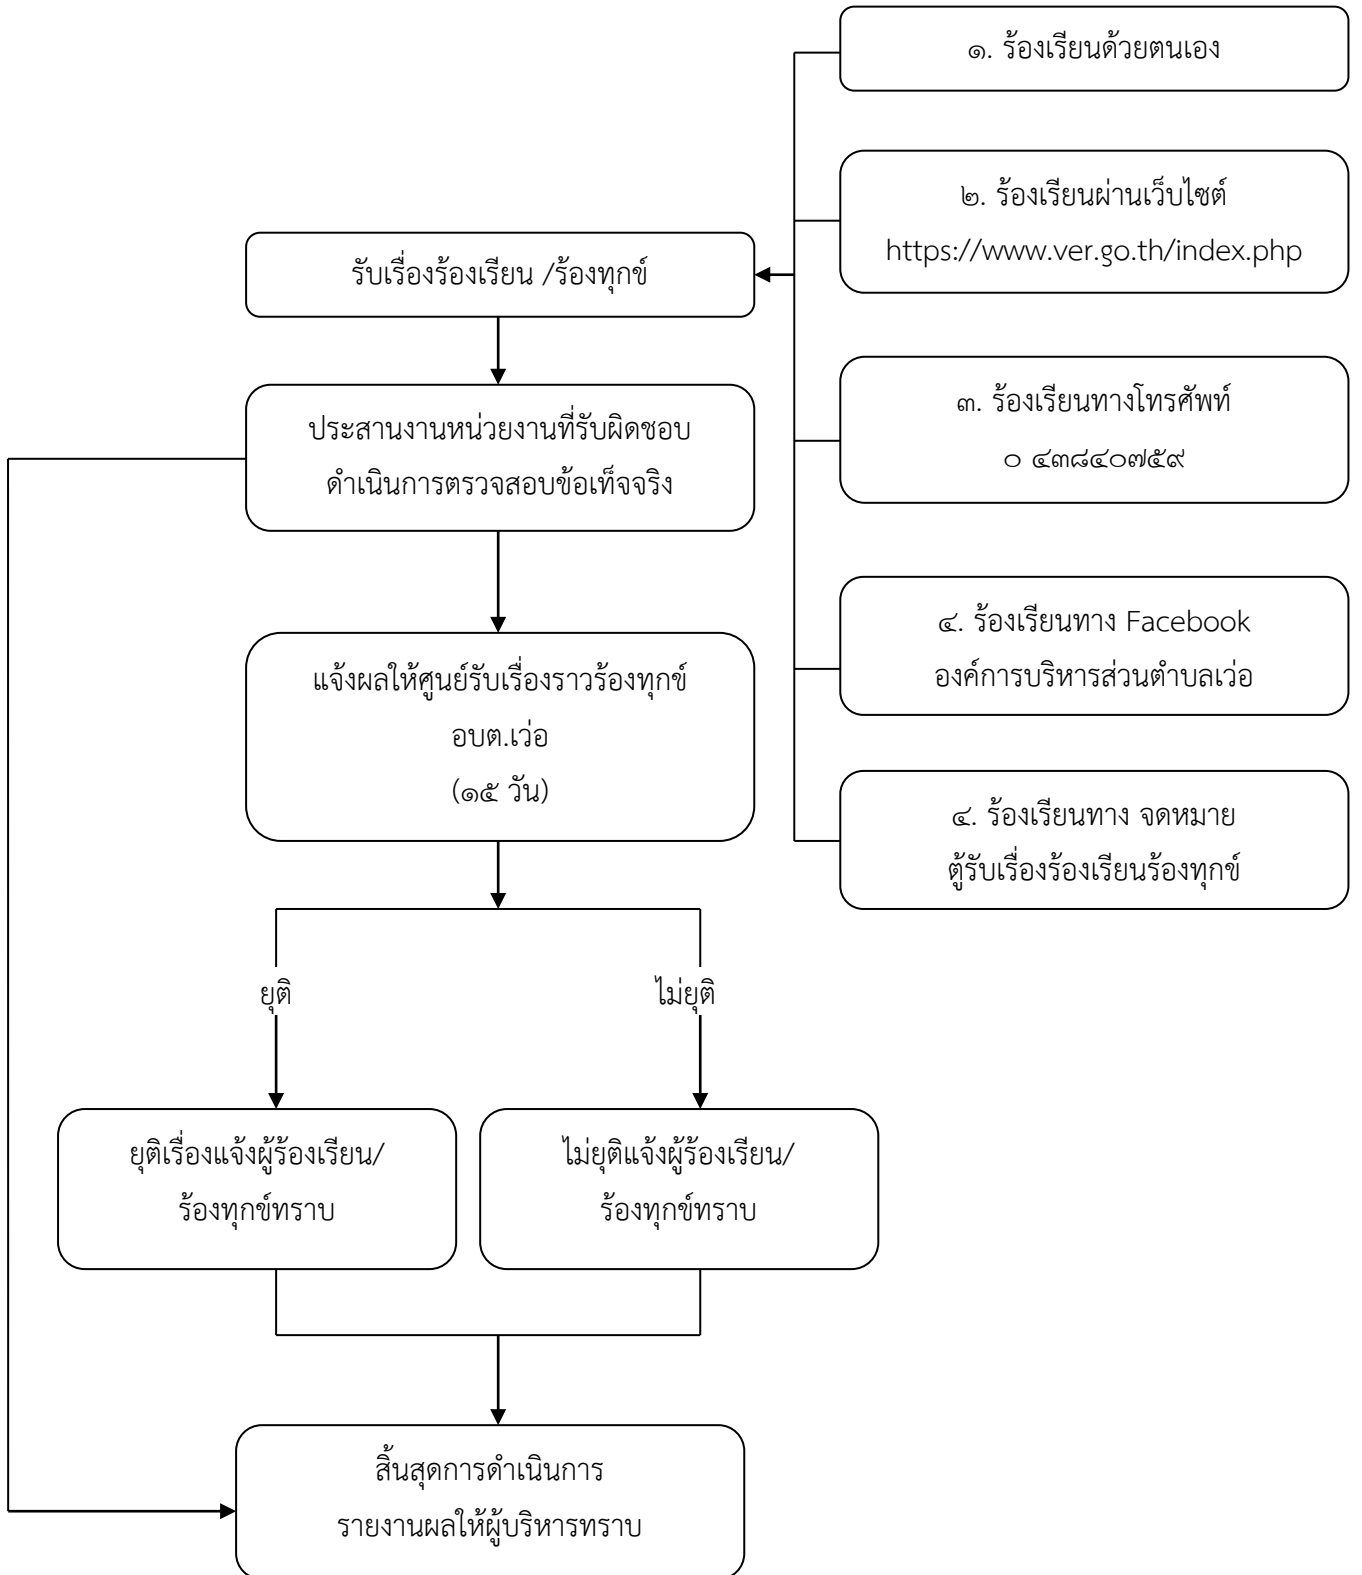 ๑. ร้องเรียนด้วยตนเอง
๒. ร้องเรียนผ่านเว็บไซต์
https://www.ver.go.th/index.php
รับเรื่องร้องเรียน /ร้องทุกข์
๓. ร้องเรียนทางโทรศัพท์
๐ ๔๓๘๔๐๗๕๙
ประสานงานหน่วยงานที่รับผิดชอบ
ดำเนินการตรวจสอบข้อเท็จจริง
๔. ร้องเรียนทาง Facebook
องค์การบริหารส่วนตำบลเว่อ
แจ้งผลให้ศูนย์รับเรื่องราวร้องทุกข์
อบต.เว่อ
(๑๕ วัน)
๔. ร้องเรียนทาง จดหมาย
ตู้รับเรื่องร้องเรียนร้องทุกข์
ยุติ
ไม่ยุติ
ยุติเรื่องแจ้งผู้ร้องเรียน/
ร้องทุกข์ทราบ
ไม่ยุติแจ้งผู้ร้องเรียน/
ร้องทุกข์ทราบ
สิ้นสุดการดำเนินการ
รายงานผลให้ผู้บริหารทราบ